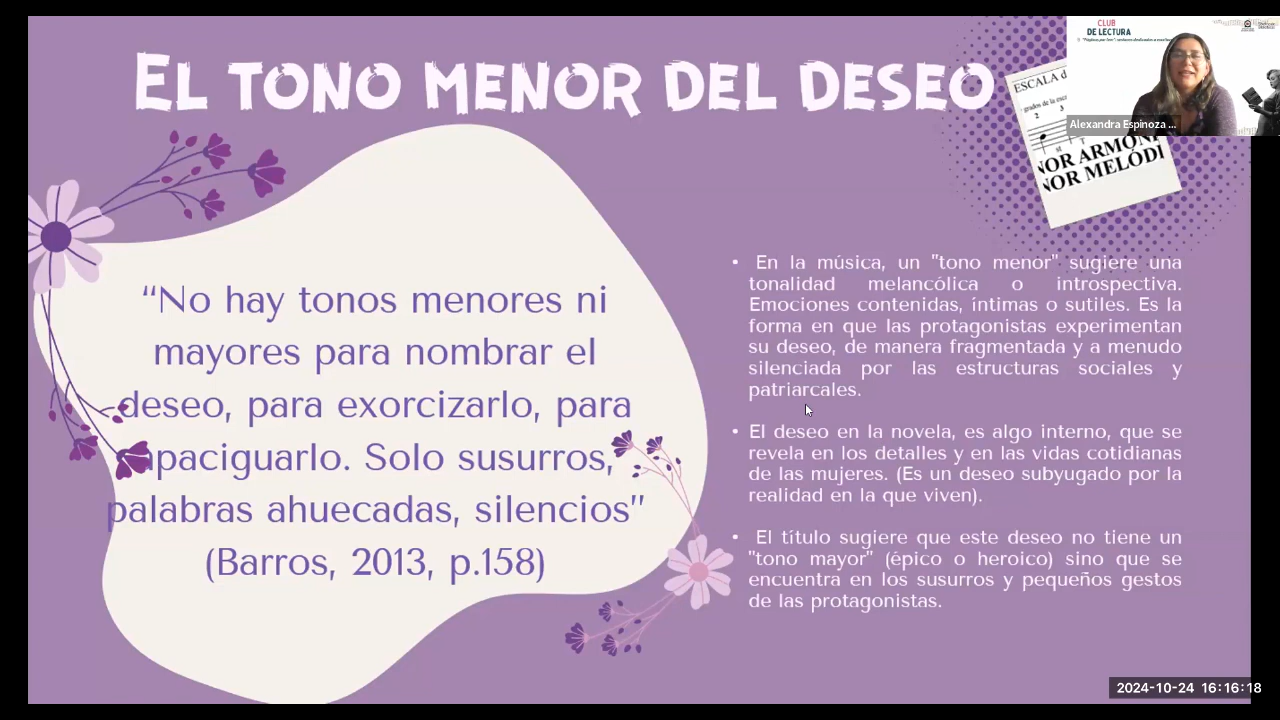 EL TONO MENOR DEL DESEO
CLUB
DE LECTURA
ESCALA
grados de la esc
2 3
NOR ARMÓNI
NOR MELÓDI
Alexandra Espinoza ...
“No hay tonos menores ni
mayores para nombrar el
deseo, para exorcizarlo, para
apaciguarlo. Solo susurros,
palabras ahuecadas, silencios”
(Barros, 2013, p.158)
• En la música, un "tono menor" sugiere una
tonalidad melancólica o introspectiva.
Emociones contenidas, íntimas o sutiles. Es la
forma en que las protagonistas experimentan
su deseo, de manera fragmentada y a menudo
silenciada por las estructuras sociales y
patriarcales.
• El deseo en la novela, es algo interno, que se
revela en los detalles y en las vidas cotidianas
de las mujeres. (Es un deseo subyugado por la
realidad en la que viven).
• El título sugiere que este deseo no tiene un
"tono mayor" (épico o heroico) sino que se
encuentra en los susurros y pequeños gestos
de las protagonistas.
2024-10-24 16:16:18